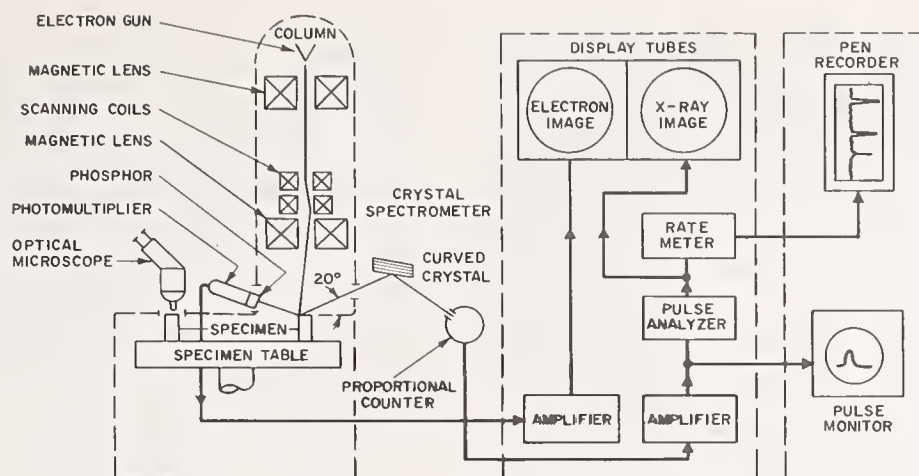 ELECTRON GUN
COLUMN
MAGNETIC LENS
SCANNING COILS
MAGNETIC LENS
PHOSPHOR
PHOTOMULTIPLIER
OPTICAL
MICROSCOPE
CRYSTAL
SPECTROMETER
CURVED
CRYSTAL
20°
SPECIMEN
SPECIMEN TABLE
PROPORTIONAL
COUNTER
DISPLAY TUBES
ELECTRON
IMAGE
X-RAY
IMAGE
RATE
METER
PULSE
ANALYZER
AMPLIFIER
AMPLIFIER
PEN
RECORDER
PULSE
MONITOR